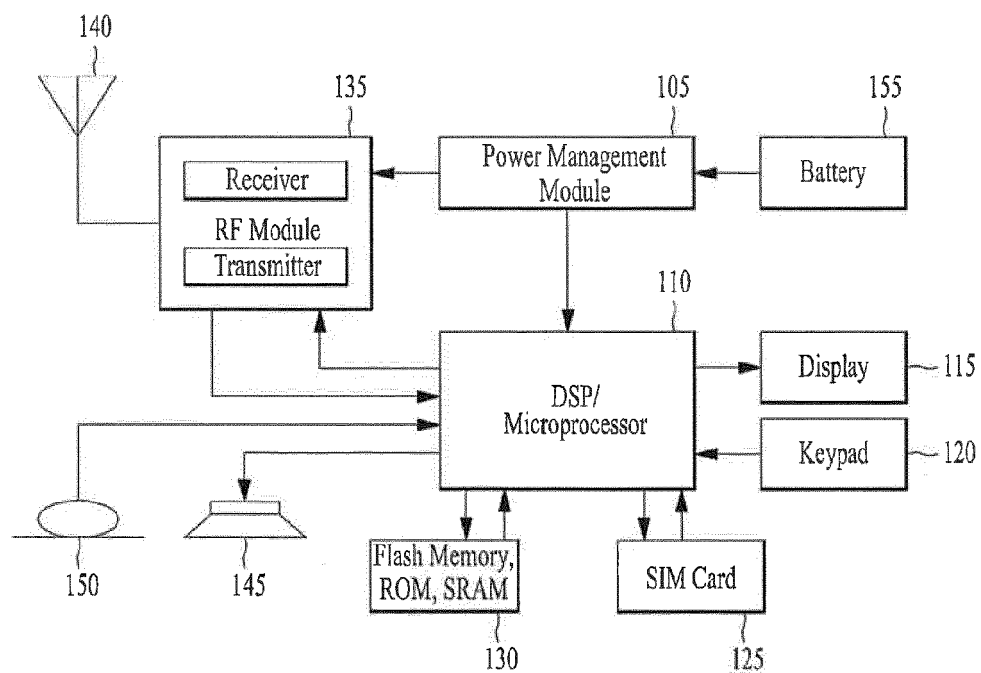 140
135
105
155
Receiver
RF Module
Transmitter
Power Management
Module
Battery
110
DSP/
Microprocessor
Display
115
Keypad
120
150
145
Flash Memory,
ROM, SRAM
130
SIM Card
125